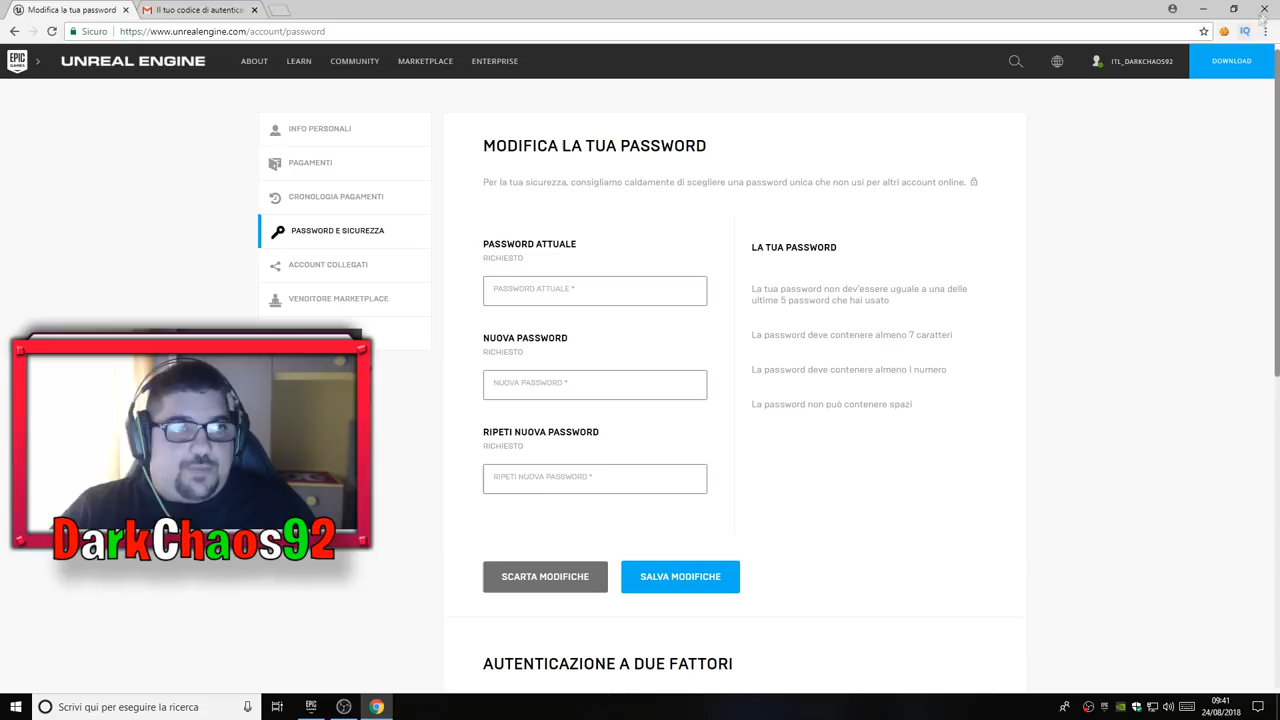 Modifica la tua password
Il tuo codice di autentica
Sicuro
https://www.unrealengine.com/account/password
EPIC GAMES
UNREAL ENGINE
ABOUT
LEARN
COMMUNITY
MARKETPLACE
ENTERPRISE
ITL_DARKCHAOS92
DOWNLOAD
INFO PERSONALI
PAGAMENTI
CRONOLOGIA PAGAMENTI
PASSWORD E SICUREZZA
ACCOUNT COLLEGATI
VENDITORE MARKETPLACE
MODIFICA LA TUA PASSWORD
Per la tua sicurezza, consigliamo caldamente di scegliere una password unica che non usi per altri account online.
PASSWORD ATTUALE
RICHIESTO
PASSWORD ATTUALE *
NUOVA PASSWORD
RICHIESTO
NUOVA PASSWORD *
RIPETI NUOVA PASSWORD
RICHIESTO
RIPETI NUOVA PASSWORD *
LA TUA PASSWORD
La tua password non dev'essere uguale a una delle
ultime 5 password che hai usato
La password deve contenere almeno 7 caratteri
La password deve contenere almeno 1 numero
La password non può contenere spazi
SCARTA MODIFICHE
SALVA MODIFICHE
AUTENTICAZIONE A DUE FATTORI
DarkChaos92
Scrivi qui per eseguire la ricerca
EPIC
09:41
24/08/2018